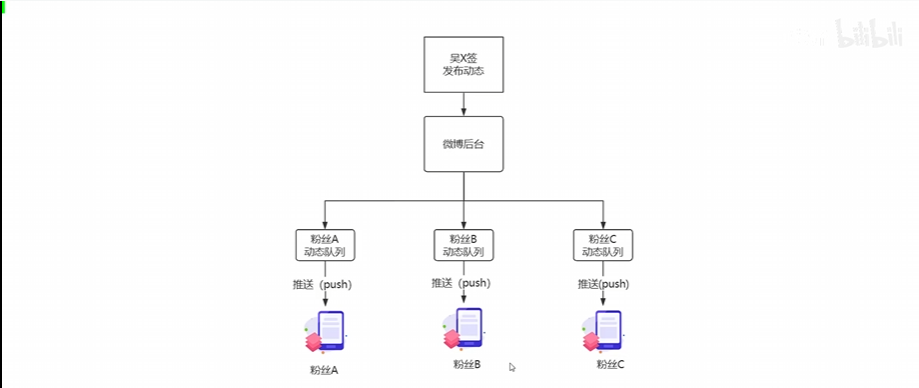 bilibili
吴X签
发布动态
微博后台
粉丝A
动态队列
粉丝B
动态队列
粉丝C
动态队列
推送（push）
推送（push)
推送(push)
粉丝A
粉丝B
粉丝C